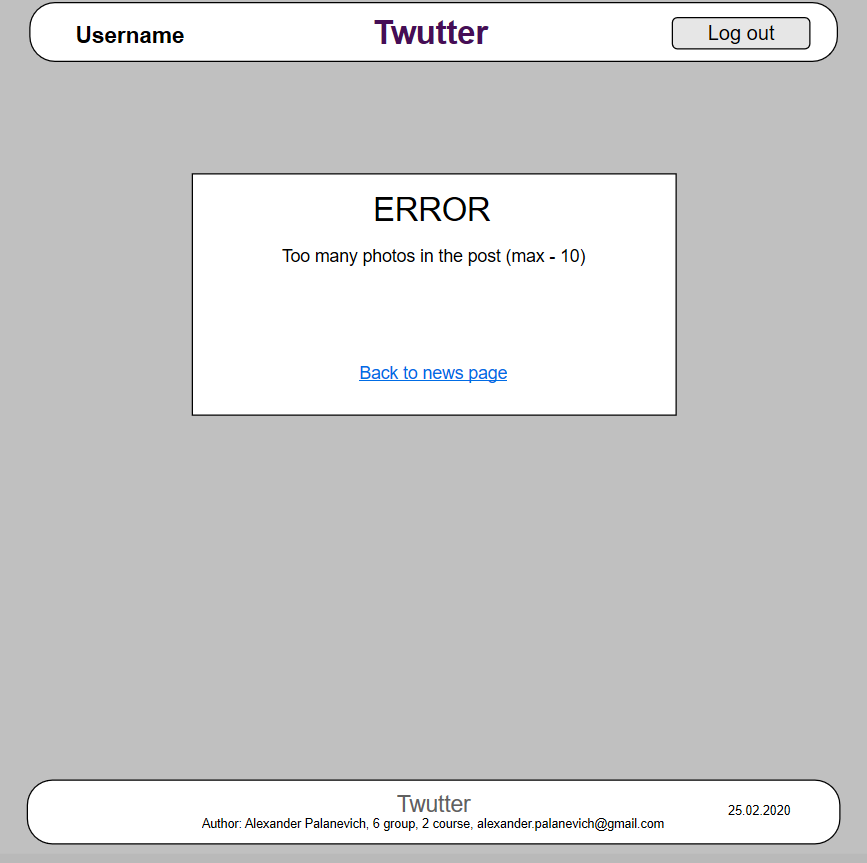 Username
Twutter
Log out
ERROR
Too many photos in the post (max - 10)
Back to news page
Twutter
Author: Alexander Palanevich, 6 group, 2 course, alexander.palanevich@gmail.com
25.02.2020